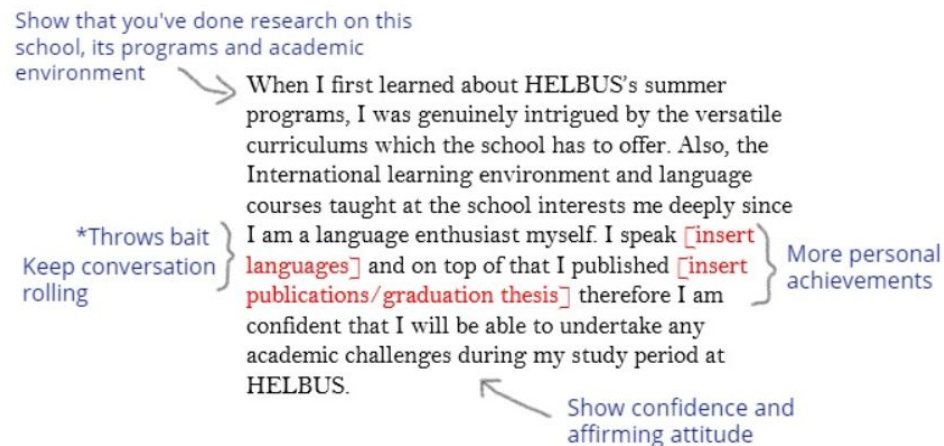 Show that you've done research on this
school, its programs and academic
environment
When I first learned about HELBUS's summer
programs, I was genuinely intrigued by the versatile
curriculums which the school has to offer. Also, the
International learning environment and language
courses taught at the school interests me deeply since
I am a language enthusiast myself. I speak [insert
languages] and on top of that I published [insert
publications/graduation thesis] therefore I am
confident that I will be able to undertake any
academic challenges during my study period at
HELBUS.
*Throws bait
Keep conversation
rolling
More personal
achievements
Show confidence and
affirming attitude